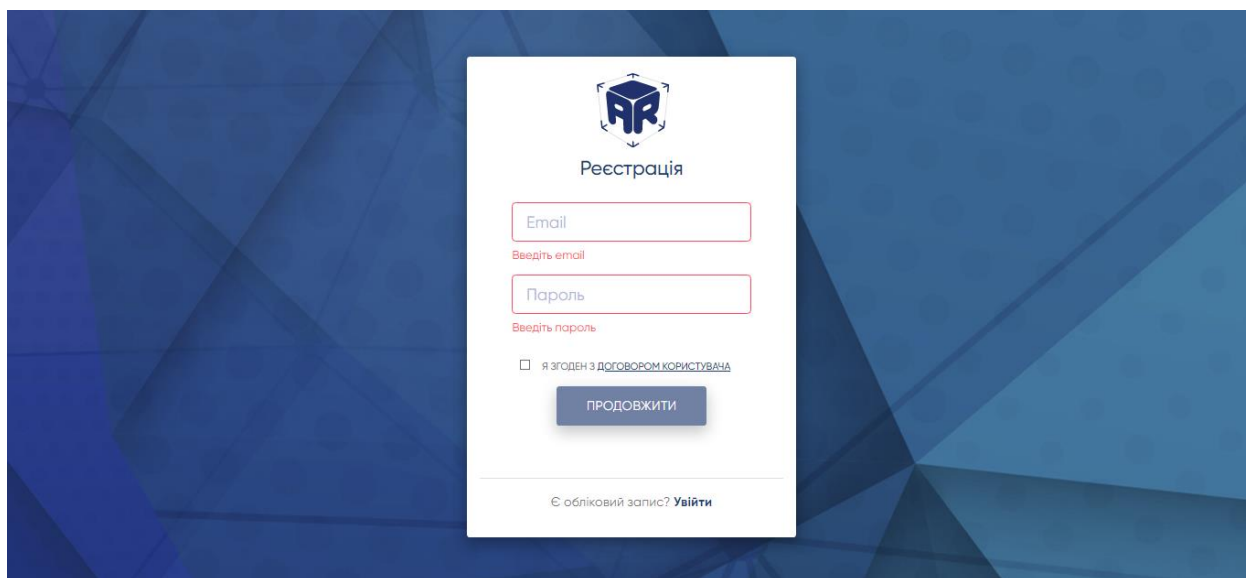 AR
Реєстрація
Email
Введіть email
Пароль
Введіть пароль
Я ЗГОДЕН З ДОГОВОРОМ КОРИСТУВАЧА
ПРОДОВЖИТИ
Є обліковий запис? Увійти